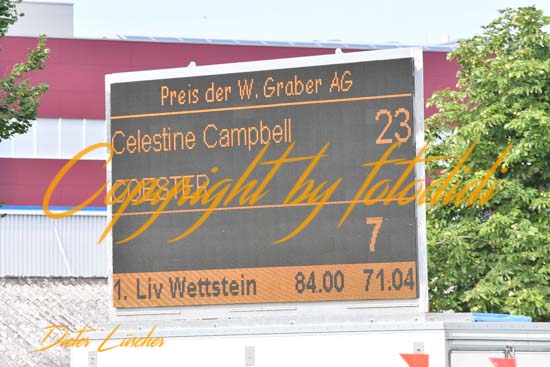 Preis der W. Graber AG
Celestine Campbell 23
COESTER
7
1. Liv Wettstein 84.00 71.04
Copyright by fotodidi
Dieter Lüscher